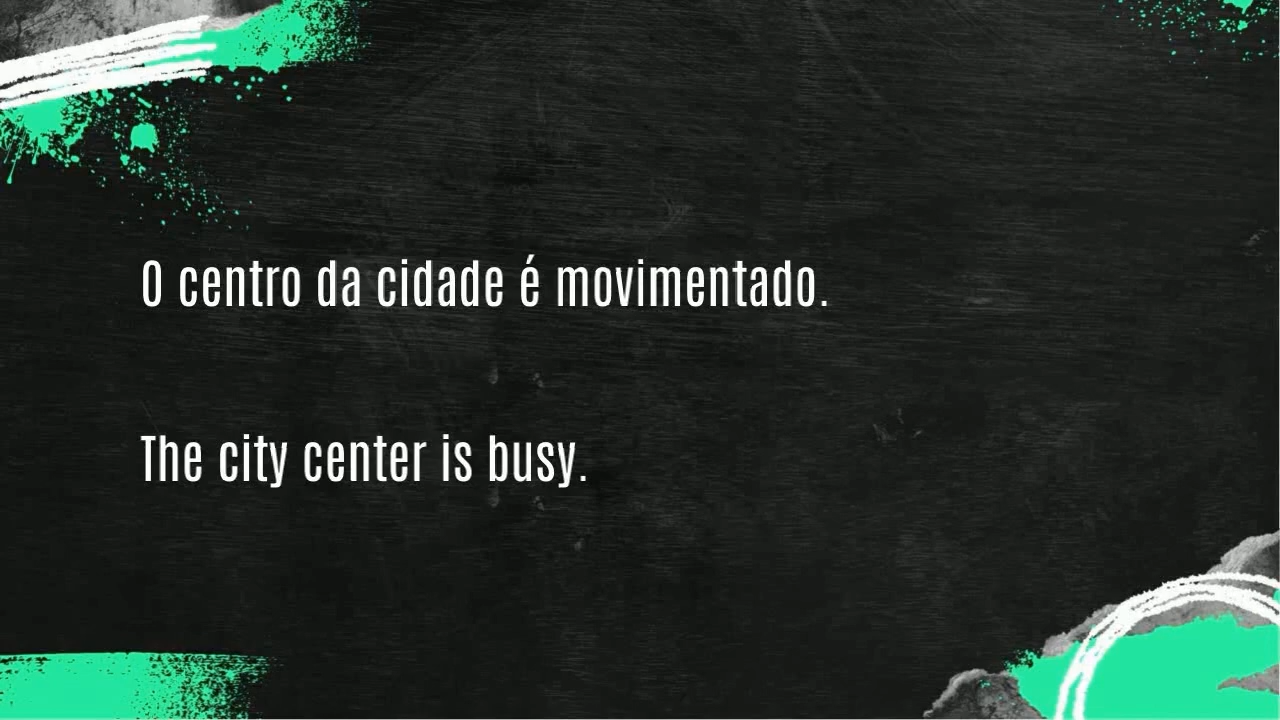 O centro da cidade é movimentado.
The city center is busy.